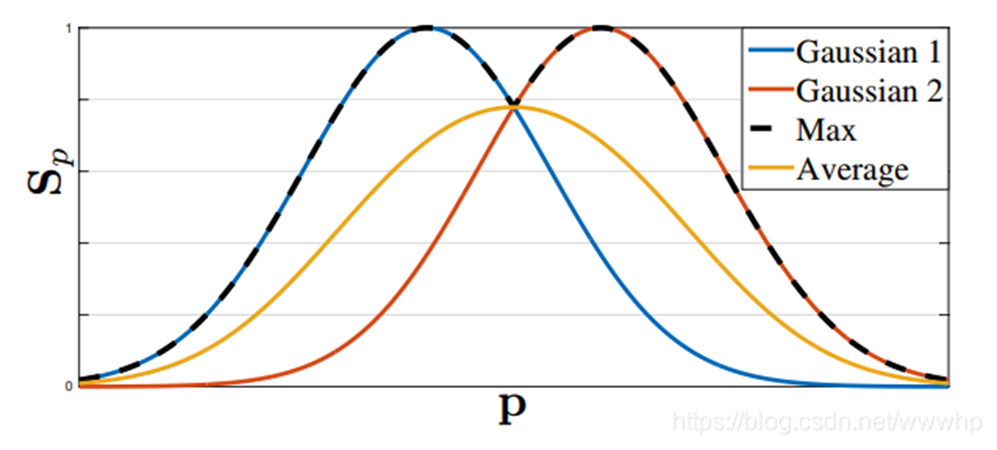 1
Gaussian 1
Gaussian 2
Max
Average
Sp
0
p
https://blog.csdn.net/wwwhp